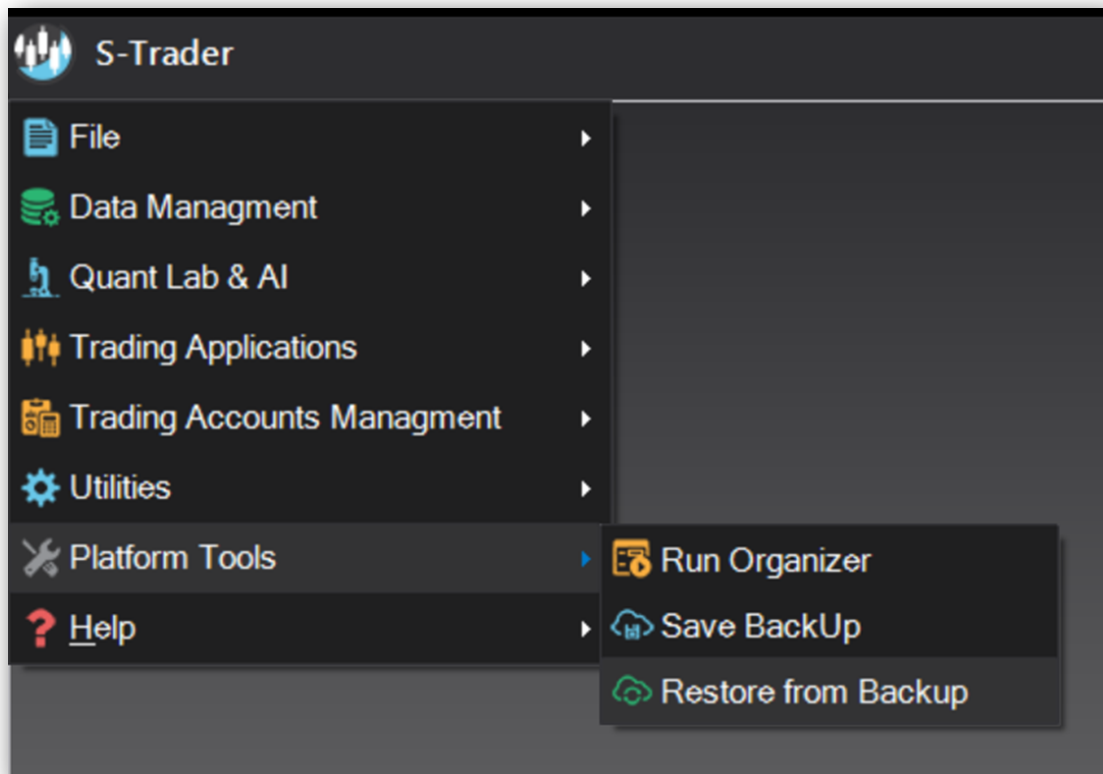 S-Trader
File
Data Managment
Quant Lab & AI
Trading Applications
Trading Accounts Managment
Utilities
Platform Tools
Help
Run Organizer
Save BackUp
Restore from Backup